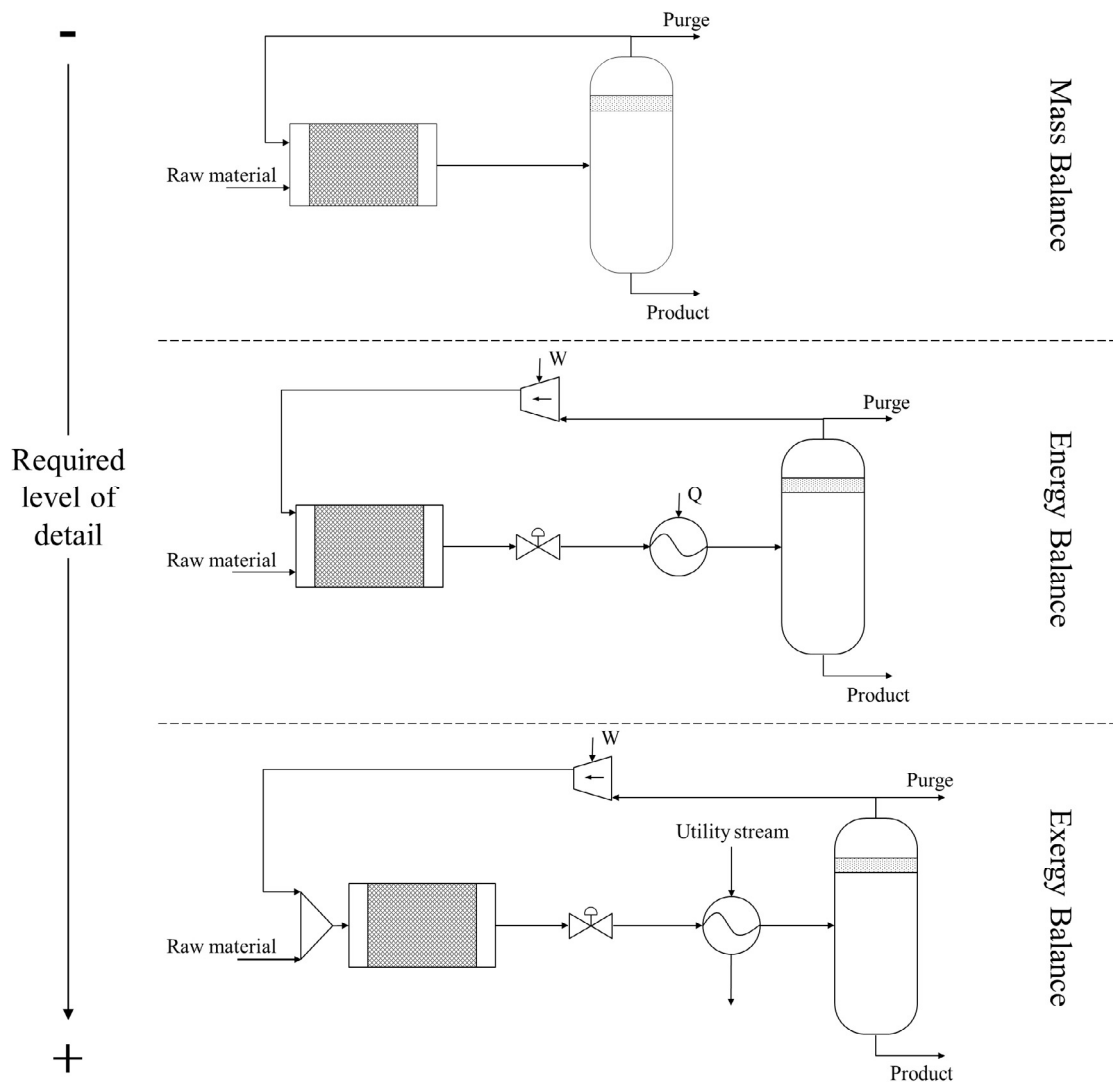 -
Purge
Raw material
Product
Mass Balance
W
Purge
Q
Raw material
Product
Energy Balance
Required
level of
detail
W
Purge
Utility stream
Raw material
Product
Exergy Balance
+